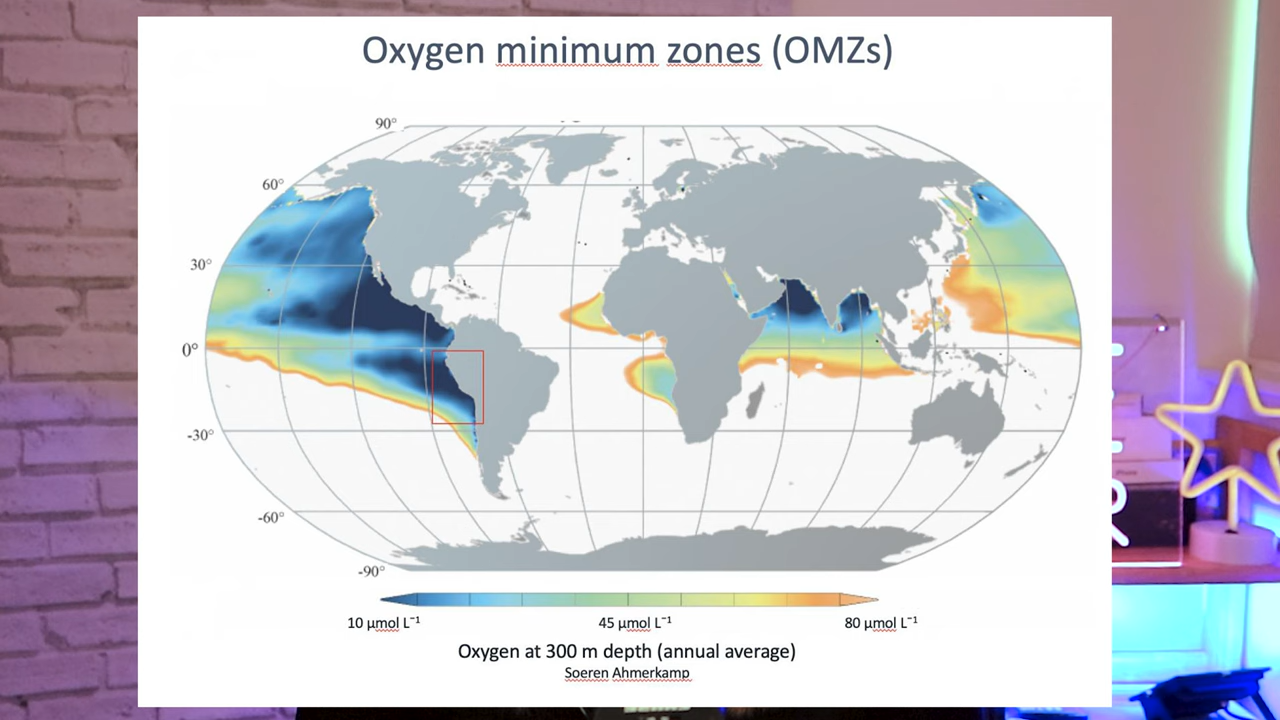 Oxygen minimum zones (OMZs)
90°
60°
30°
0°
-30°
-60°
-90°
10 µmol L⁻¹ 45 µmol L⁻¹ 80 µmol L⁻¹
Oxygen at 300 m depth (annual average)
Soeren Ahmerkamp
iPhone
R